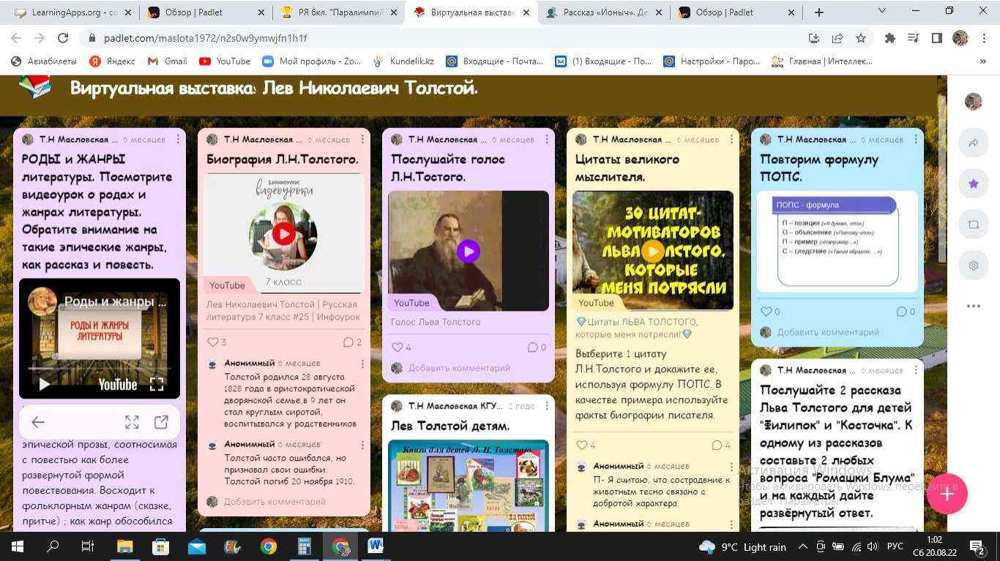 LearningApps.org - co
Обзор | Padlet
РЯ 6кл. "Паралимпий
Виртуальная выставк
Рассказ «Ионыч». Де
Обзор | Padlet
padlet.com/maslota1972/n2s0w9ymwjfn1h1f
Авиабилеты
Яндекс
Gmail
YouTube
Мой профиль - Zo...
Kundelik.kz
Входящие - Почта...
(1) Входящие - По...
Настройки - Паро...
Главная | Интеллек...
»
Виртуальная выставка: Лев Николаевич Толстой.
Т.Н Масловская ... 6 месяцев
РОДЫ и ЖАНРЫ
литературы. Посмотрите
видеоурок о родах и
жанрах литературы.
Обратите внимание на
такие эпические жанры,
как рассказ и повесть.
Роды и жанры ...
РОДЫ И ЖАНРЫ
ЛИТЕРАТУРЫ
YouTube
эпической прозы, соотносимая
с повестью как более
развернутой формой
повествования. Восходит к
фольклорным жанрам (сказке,
притче) ; как жанр обособился
Т.Н Масловская ... 6 месяцев
Биография Л.Н.Толстого.
ИНФОУРОК
видеоуроки
7 класс
YouTube
Лев Николаевич Толстой | Русская
литература 7 класс #25 | Инфоурок
3
2
Анонимный 6 месяцев
Толстой родился 28 августа
1828 года в аристократической
дворянской семье,в 9 лет он
стал круглым сиротой,
воспитывался у родственников
Анонимный 6 месяцев
Толстой часто ошибался, но
признавал свои ошибки.
Толстой погиб 20 ноября 1910.
Добавить комментарий
Т.Н Масловская ... 6 месяцев
Послушайте голос
Л.Н.Тостого.
YouTube
Голос Льва Толстого
4
0
Добавить комментарий
Т.Н Масловская КГУ... 2 года
Лев Толстой детям.
Книги для детей Л. Н. Толстого
Т.Н Масловская ... 6 месяцев
Цитаты великого
мыслителя.
30 ЦИТАТ-
МОТИВАТОРОВ
ЛЬВА ТОЛСТОГО,
КОТОРЫЕ
МЕНЯ ПОТРЯСЛИ
YouTube
💎Цитаты ЛЬВА ТОЛСТОГО,
которые меня потрясли!💎
Выберите 1 цитату
Л.Н.Толстого и докажите ее,
используя формулу ПОПС. В
качестве примера используйте
факты биографии писателя.
4
4
Анонимный 6 месяцев
П- Я считаю, что сострадвние к
животным тесно связано с
добротой характера
Анонимный 6 месяцев
Т.Н Масловская ... 6 месяцев
Повторим формулу
ПОПС.
ПОПС - формула
П – позиция («Я думаю, что»)
О – объяснение («Потому что»)
П – пример («Например...»)
С – следствие («Таким образом, ...»)
0
0
Добавить комментарий
Т.Н Масловская ... 6 месяцев
Послушайте 2 рассказа
Льва Толстого для детей
"Филипок" и "Косточка". К
одному из рассказов
составьте 2 любых
вопроса "Ромашки Блума"
и на каждый дайте
развёрнутый ответ.
Активация Windows
Чтобы активировать Windows, перейдите в
раздел "Параметры".
9°C Light rain
РУС
1:02
Сб 20.08.22
2